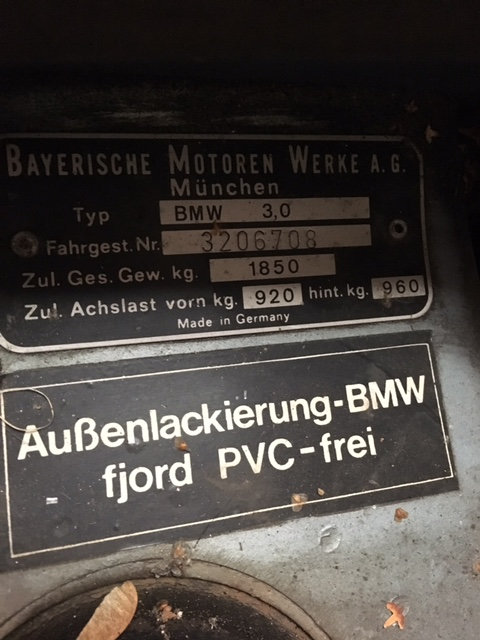 BAYERISCHE MOTOREN WERKE A.G.
München
Typ BMW 3,0
Fahrgest.Nr. 3206708
Zul. Ges. Gew. kg. 1850
Zul. Achslast vorn kg. 920 hint. kg. 960
Made in Germany
Außenlackierung-BMW
fjord PVC-frei